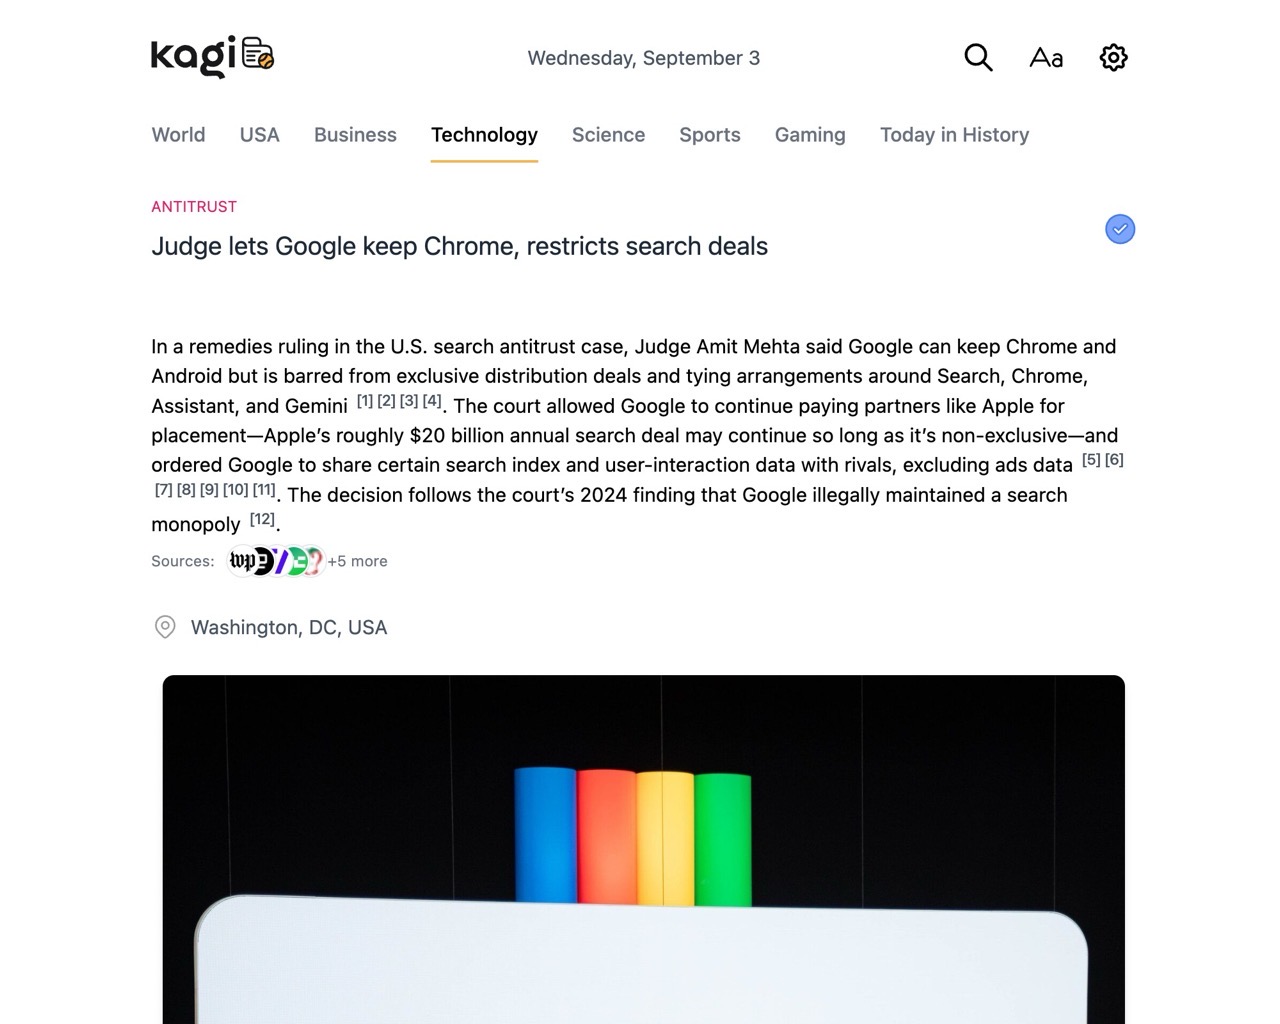 kagi
Wednesday, September 3
Aa
World USA Business Technology Science Sports Gaming Today in History
ANTITRUST
Judge lets Google keep Chrome, restricts search deals
In a remedies ruling in the U.S. search antitrust case, Judge Amit Mehta said Google can keep Chrome and
Android but is barred from exclusive distribution deals and tying arrangements around Search, Chrome,
Assistant, and Gemini [1] [2] [3] [4]. The court allowed Google to continue paying partners like Apple for
placement—Apple’s roughly $20 billion annual search deal may continue so long as it’s non-exclusive—and
ordered Google to share certain search index and user-interaction data with rivals, excluding ads data [5] [6]
[7] [8] [9] [10] [11]. The decision follows the court’s 2024 finding that Google illegally maintained a search
monopoly [12].
Sources: wp +5 more
Washington, DC, USA